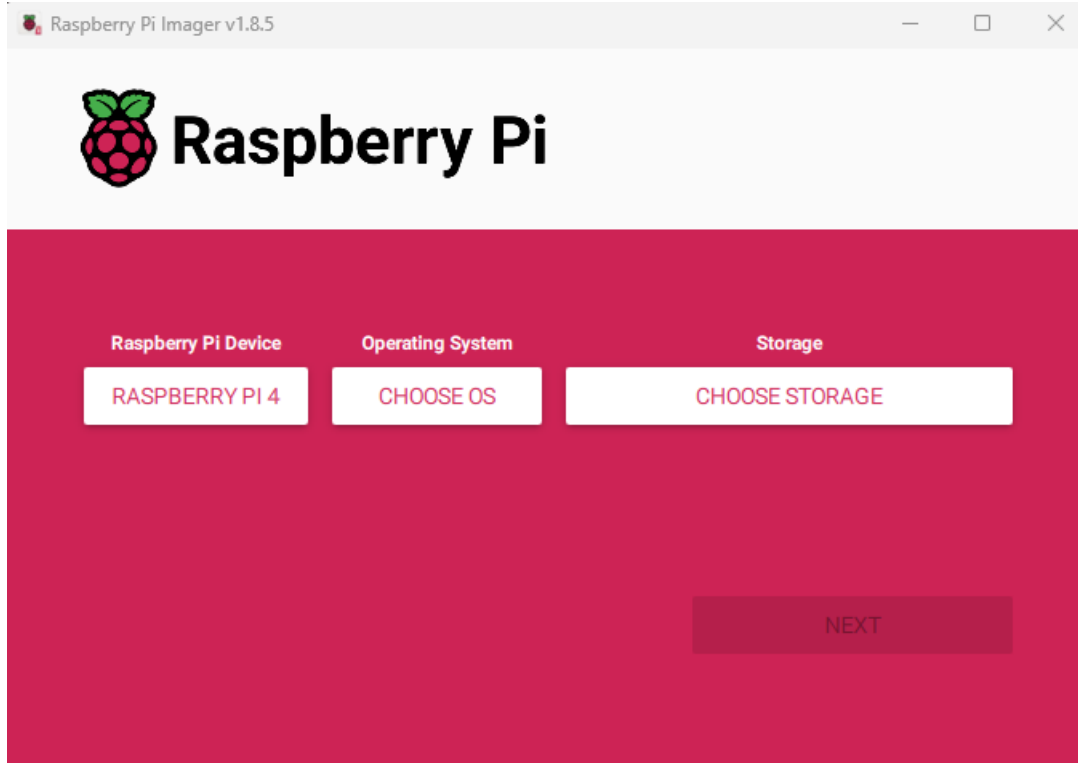 Raspberry Pi Imager v1.8.5
Raspberry Pi
Raspberry Pi Device Operating System Storage
RASPBERRY PI 4 CHOOSE OS CHOOSE STORAGE
NEXT